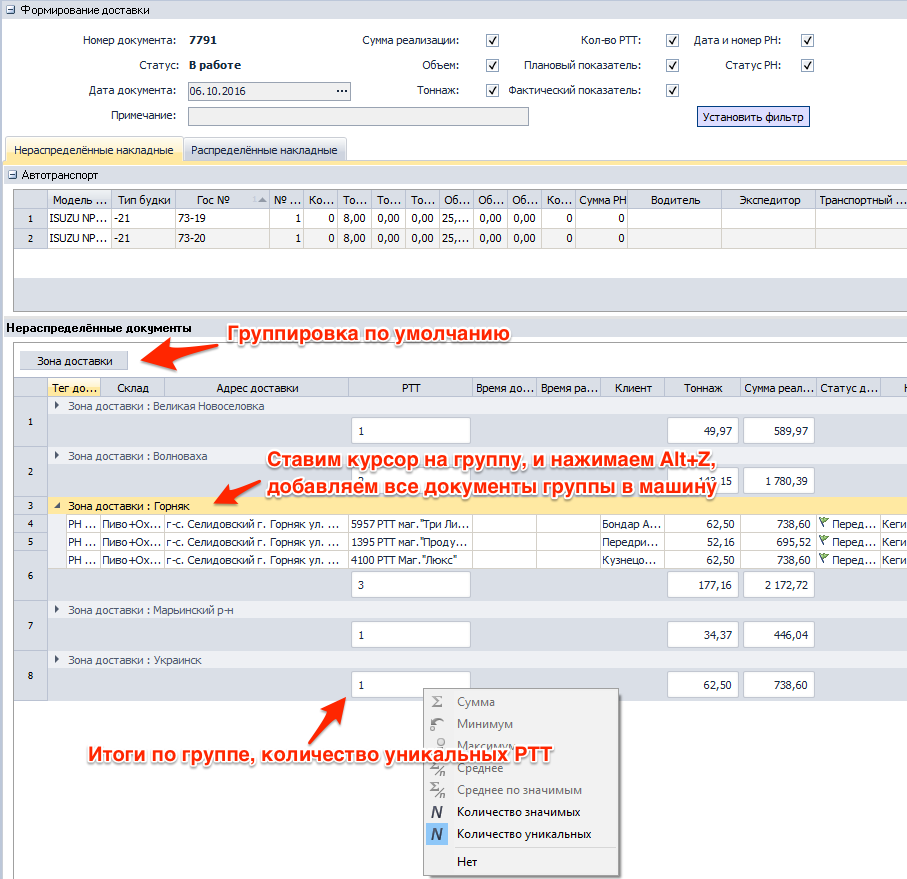 Формирование доставки
Номер документа: 7791 Сумма реализации: Кол-во РТТ: Дата и номер РН:
Статус: В работе Объем: Плановый показатель: Статус РН:
Дата документа: 06.10.2016 ... Тоннаж: Фактический показатель:
Примечание: Установить фильтр
Нераспределённые накладные Распределённые накладные
Автотранспорт
Модель ... Тип будки Гос № № ... Ко... То... То... То... Об... Об... Об... Ко... Сумма РН Водитель Экспедитор Транспортный ...
1 ISUZU NP... -21 73-19 1 0 8,00 0,00 0,00 25,... 0,00 0,00 0 0
2 ISUZU NP... -21 73-20 1 0 8,00 0,00 0,00 25,... 0,00 0,00 0 0
Нераспределённые документы
Группировка по умолчанию
Зона доставки
Тег до... Склад Адрес доставки РТТ Время до... Время ра... Клиент Тоннаж Сумма реал... Статус д...
Зона доставки : Великая Новоселовка
1 1 49,97 589,97
Зона доставки : Волноваха
Ставим курсор на группу, и нажимаем Alt+Z,
2 1 780,39
добавляем все документы группы в машину
3 Зона доставки : Горняк
4 РН ... Пиво+Ох... г-с. Селидовский г. Горняк ул. ... 5957 РТТ маг."Три Ли... Бондар А... 62,50 738,60 Перед... Кеги
5 РН ... Пиво+Ох... г-с. Селидовский г. Горняк ул. ... 1395 РТТ маг."Проду... Передри... 52,16 695,52 Перед... Кеги
РН ... Пиво+Ох... г-с. Селидовский г. Горняк ул. ... 4100 РТТ Маг."Люкс" Кузнецо... 62,50 738,60 Перед... Кеги
6 3 177,16 2 172,72
Зона доставки : Марьинский р-н
7 1 34,37 446,04
Зона доставки : Украинск
8 1 62,50 738,60
Сумма
Минимум
Максимум
Итоги по группе, количество уникальных РТТ
Среднее
Среднее по значимым
N Количество значимых
N Количество уникальных
Нет